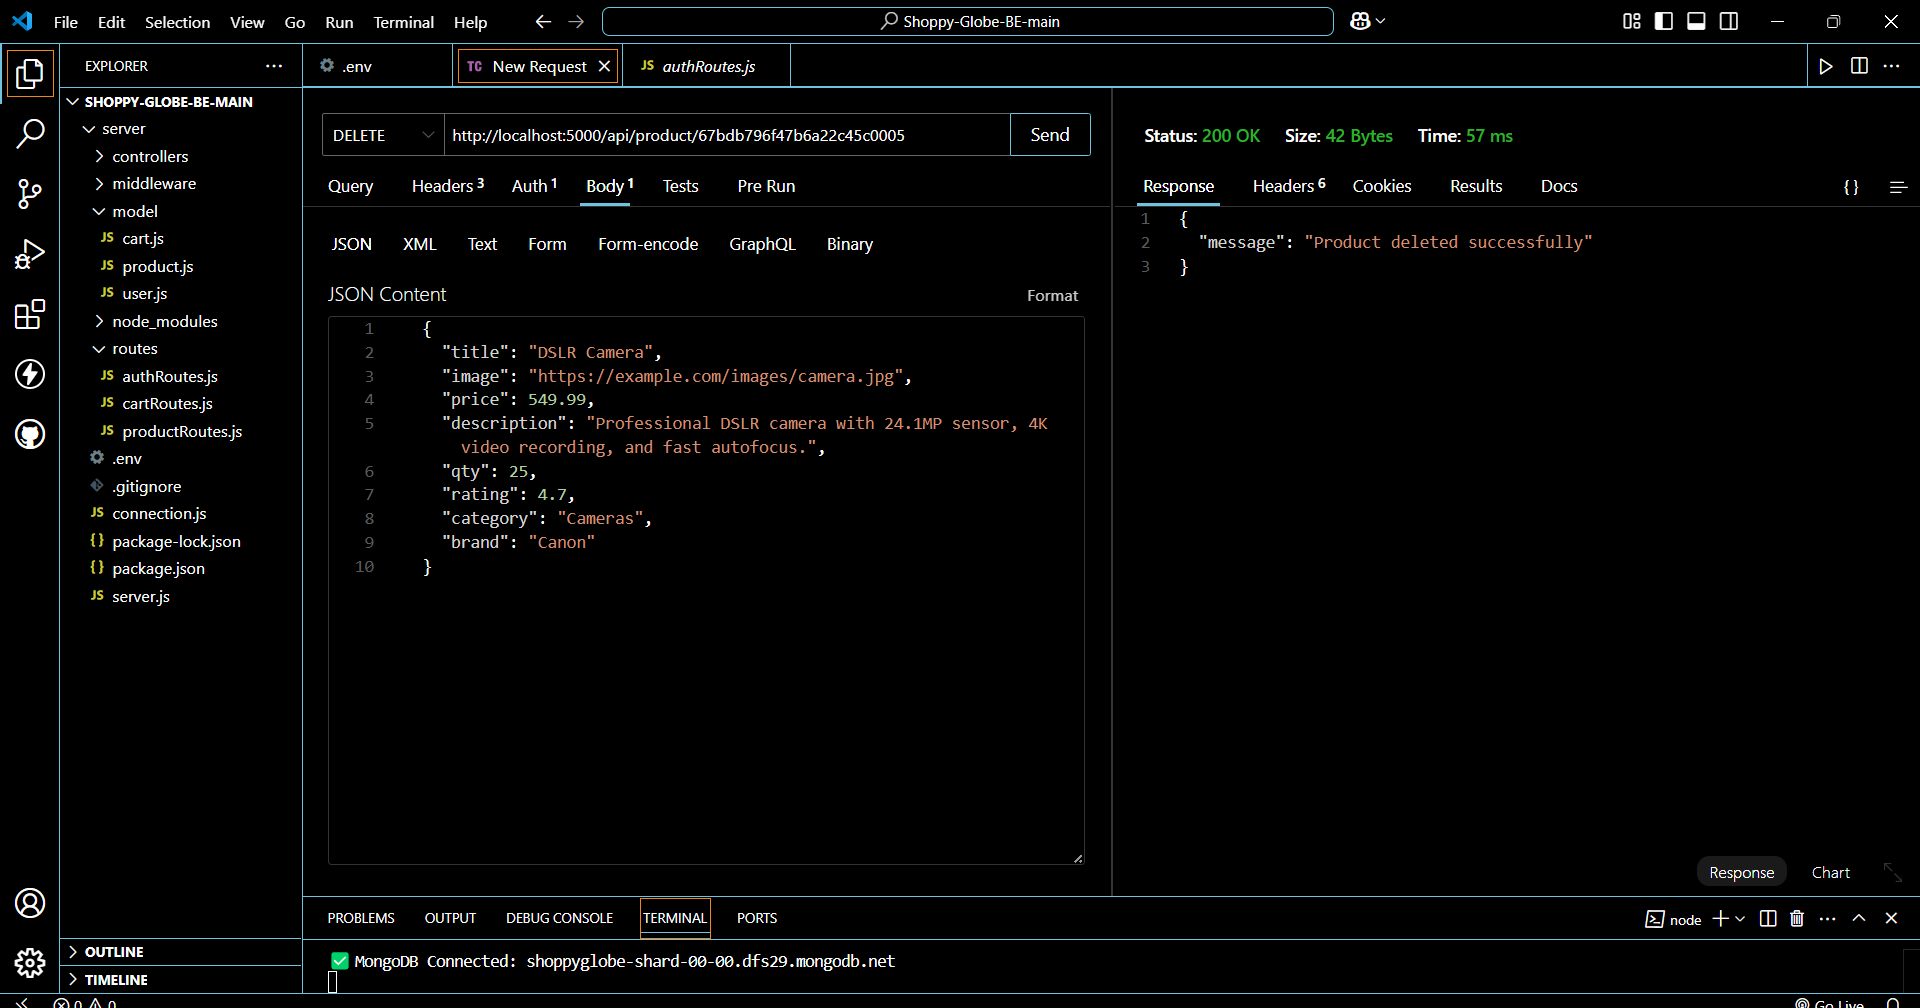 File Edit Selection View Go Run Terminal Help
Shoppy-Globe-BE-main
EXPLORER
SHOPPY-GLOBE-BE-MAIN
server
controllers
middleware
model
JS cart.js
JS product.js
JS user.js
node_modules
routes
JS authRoutes.js
JS cartRoutes.js
JS productRoutes.js
.env
.gitignore
JS connection.js
{} package-lock.json
{} package.json
JS server.js
OUTLINE
TIMELINE
.env
TC New Request
JS authRoutes.js
DELETE http://localhost:5000/api/product/67bdb796f47b6a22c45c0005 Send
Query Headers 3 Auth 1 Body 1 Tests Pre Run
JSON XML Text Form Form-encode GraphQL Binary
JSON Content Format
1 {
2 "title": "DSLR Camera",
3 "image": "https://example.com/images/camera.jpg",
4 "price": 549.99,
5 "description": "Professional DSLR camera with 24.1MP sensor, 4K
video recording, and fast autofocus.",
6 "qty": 25,
7 "rating": 4.7,
8 "category": "Cameras",
9 "brand": "Canon"
10 }
Status: 200 OK Size: 42 Bytes Time: 57 ms
Response Headers 6 Cookies Results Docs {}
1 {
2 "message": "Product deleted successfully"
3 }
Response Chart
PROBLEMS OUTPUT DEBUG CONSOLE TERMINAL PORTS
node
MongoDB Connected: shoppyglobe-shard-00-00.dfs29.mongodb.net
0 0
Go Live